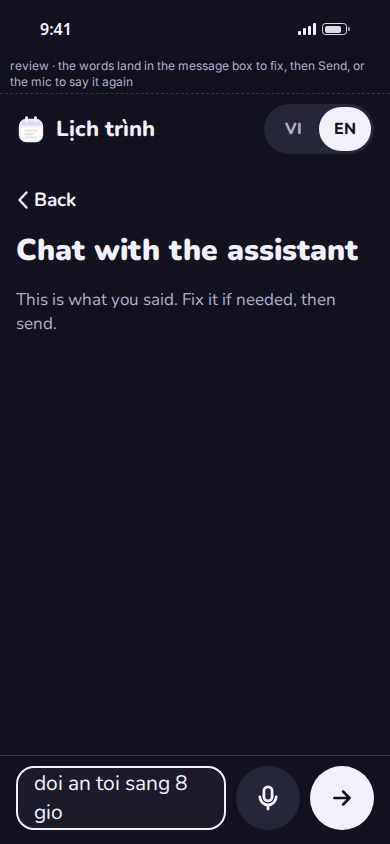 9:41
review · the words land in the message box to fix, then Send, or
the mic to say it again
Lịch trình
VI
EN
Back
Chat with the assistant
This is what you said. Fix it if needed, then
send.
doi an toi sang 8
gio